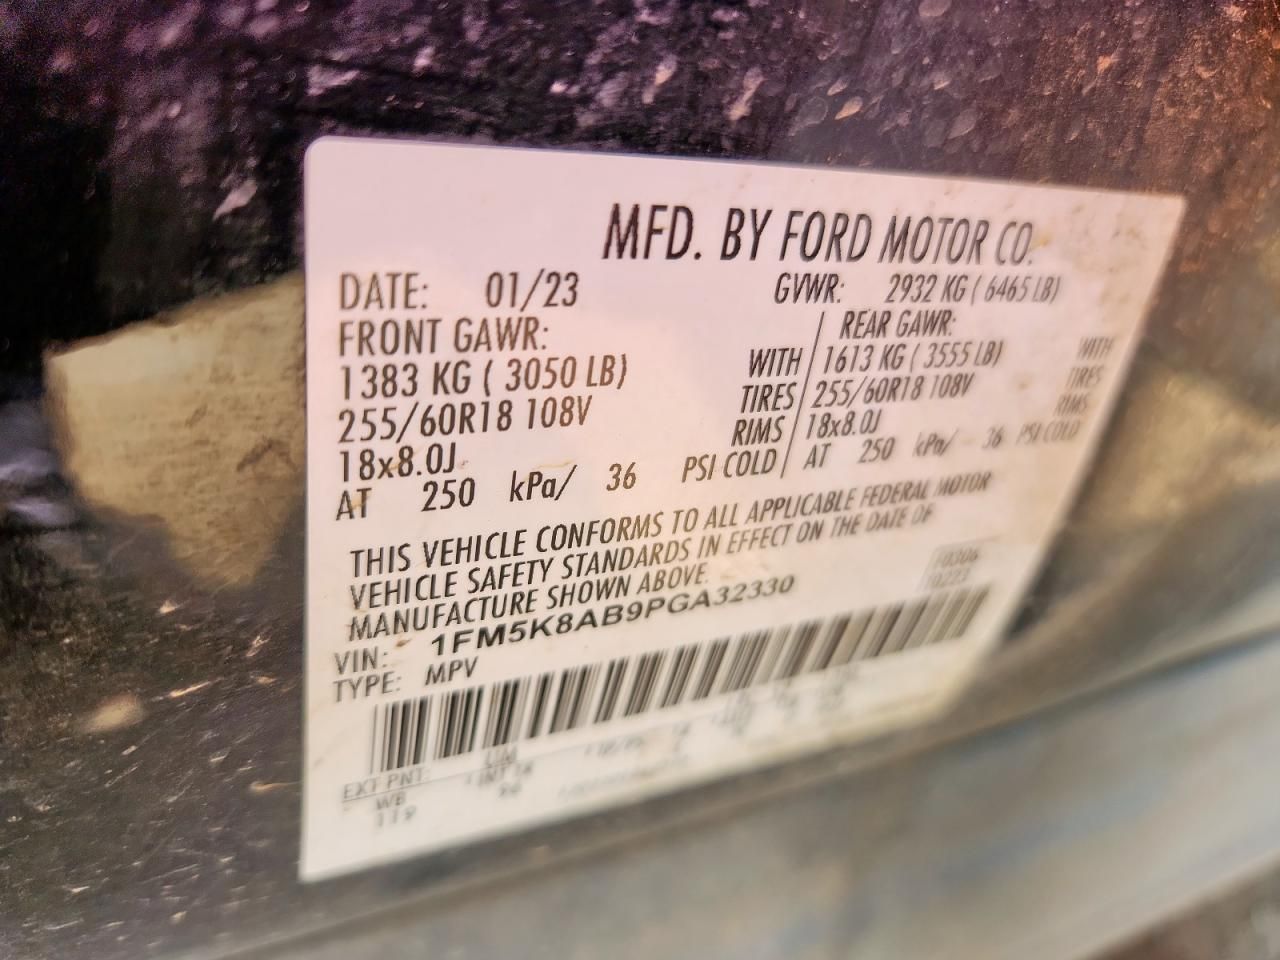 MFD. BY FORD MOTOR CO.
DATE: 01/23 GVWR: 2932 KG ( 6465 LB)
FRONT GAWR: REAR GAWR:
1383 KG ( 3050 LB) WITH 1613 KG ( 3555 LB) WITH
255/60R18 108V TIRES 255/60R18 108V TIRES
18x8.0J RIMS 18x8.0J RIMS
AT 250 kPa/ 36 PSI COLD AT 250 kPa/ 36 PSI COLD
THIS VEHICLE CONFORMS TO ALL APPLICABLE FEDERAL MOTOR
VEHICLE SAFETY STANDARDS IN EFFECT ON THE DATE OF
MANUFACTURE SHOWN ABOVE.
VIN: 1FM5K8AB9PGA32330
TYPE: MPV
EXT PNT:
WB
119